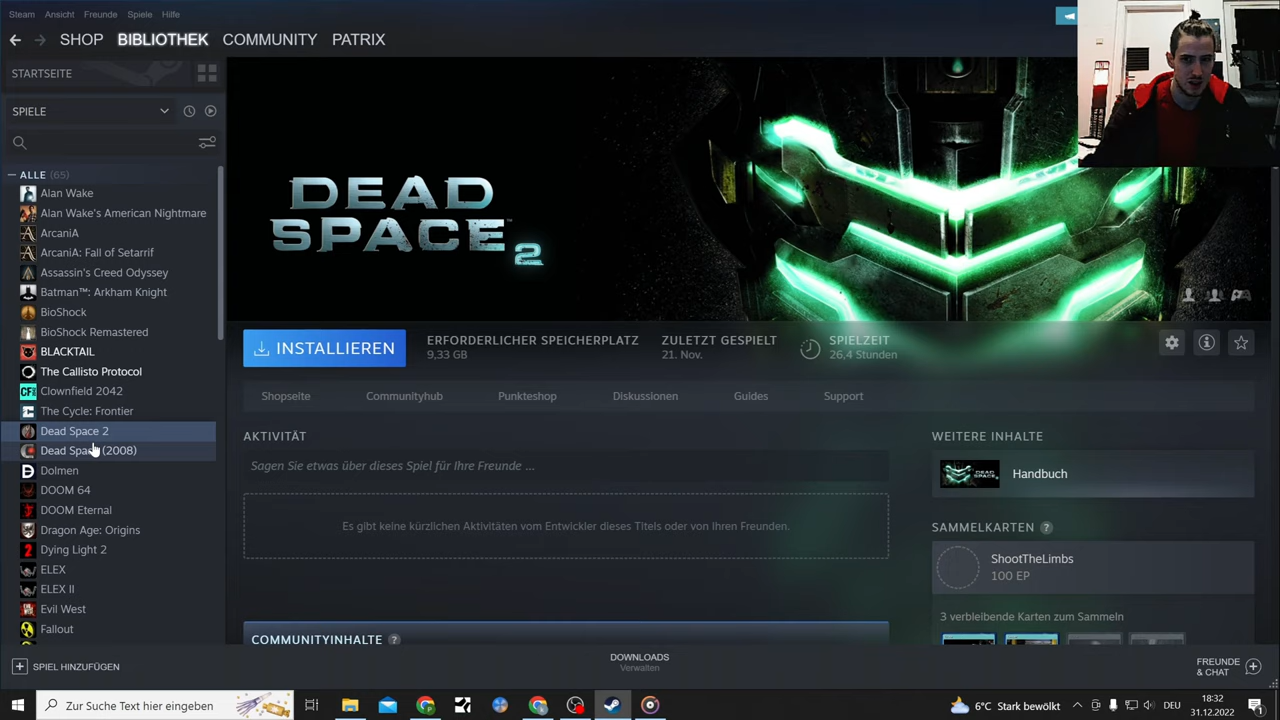 Steam Ansicht Freunde Spiele Hilfe
SHOP BIBLIOTHEK COMMUNITY PATRIX
STARTSEITE
SPIELE
ALLE (65)
Alan Wake
Alan Wake's American Nightmare
ArcaniA
ArcaniA: Fall of Setarrif
Assassin's Creed Odyssey
Batman™: Arkham Knight
BioShock
BioShock Remastered
BLACKTAIL
The Callisto Protocol
Clownfield 2042
The Cycle: Frontier
Dead Space 2
Dead Space (2008)
Dolmen
DOOM 64
DOOM Eternal
Dragon Age: Origins
Dying Light 2
ELEX
ELEX II
Evil West
Fallout
SPIEL HINZUFÜGEN
DEAD
SPACE™ 2
INSTALLIEREN
ERFORDERLICHER SPEICHERPLATZ
9,33 GB
ZULETZT GESPIELT
21. Nov.
SPIELZEIT
26,4 Stunden
Shopseite Communityhub Punkteshop Diskussionen Guides Support
AKTIVITÄT
Sagen Sie etwas über dieses Spiel für Ihre Freunde ...
Es gibt keine kürzlichen Aktivitäten vom Entwickler dieses Titels oder von Ihren Freunden.
COMMUNITYINHALTE ?
WEITERE INHALTE
Handbuch
SAMMELKARTEN ?
ShootTheLimbs
100 EP
3 verbleibende Karten zum Sammeln
DOWNLOADS
Verwalten
FREUNDE
& CHAT
Zur Suche Text hier eingeben
6°C Stark bewölkt
DEU
18:32
31.12.2022
1